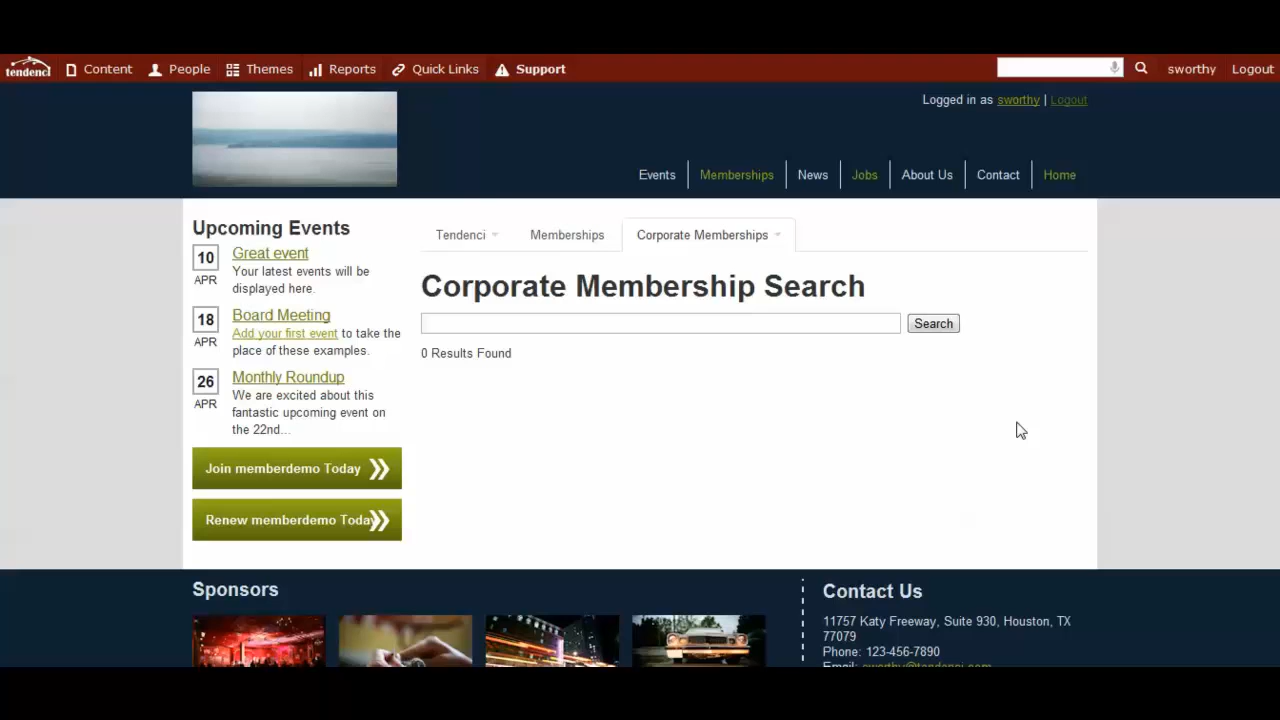 tendenci Content People Themes Reports Quick Links Support sworthy Logout
Logged in as sworthy | Logout
Events Memberships News Jobs About Us Contact Home
Upcoming Events
10 APR
Great event
Your latest events will be
displayed here.
18 APR
Board Meeting
Add your first event to take the
place of these examples.
26 APR
Monthly Roundup
We are excited about this
fantastic upcoming event on
the 22nd...
Join memberdemo Today
Renew memberdemo Today
Tendenci Memberships Corporate Memberships
Corporate Membership Search
Search
0 Results Found
Sponsors
Contact Us
11757 Katy Freeway, Suite 930, Houston, TX
77079
Phone: 123-456-7890
Email: sworthy@tendenci.com